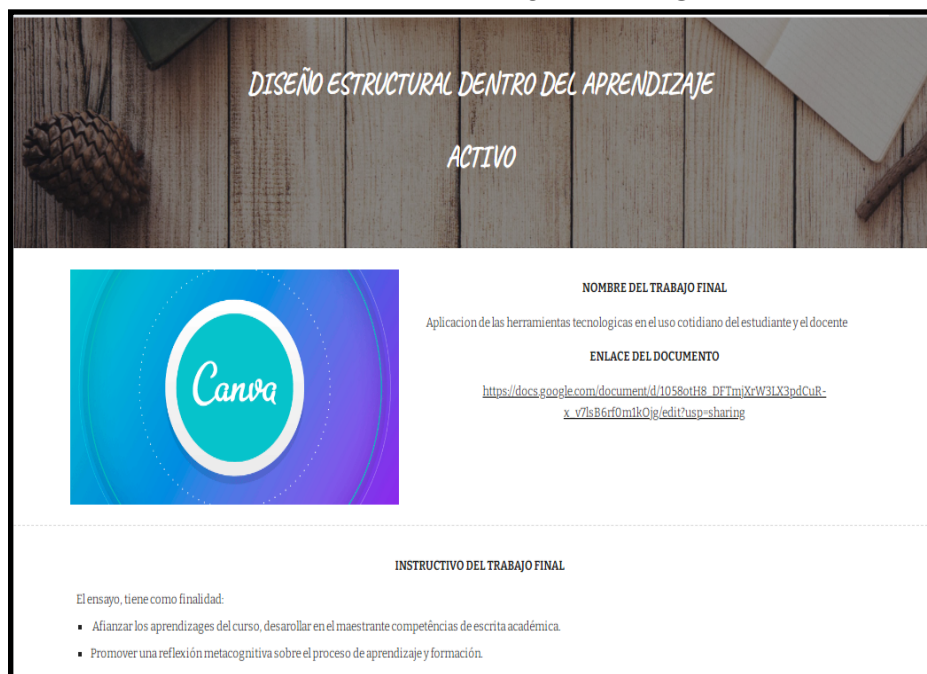 DISEÑO ESTRUCTURAL DENTRO DEL APRENDIZAJE
ACTIVO
Canva
NOMBRE DEL TRABAJO FINAL
Aplicacion de las herramientas tecnologicas en el uso cotidiano del estudiante y el docente
ENLACE DEL DOCUMENTO
https://docs.google.com/document/d/1058otH8_DFTmjXrW3LX3pdCuR-
x_v7lsB6rf0m1kOjg/edit?usp=sharing
INSTRUCTIVO DEL TRABAJO FINAL
El ensayo, tiene como finalidad:
▪ Afianzar los aprendizages del curso, desarollar en el maestrante competências de escrita académica.
▪ Promover una reflexión metacognitiva sobre el proceso de aprendizaje y formación.